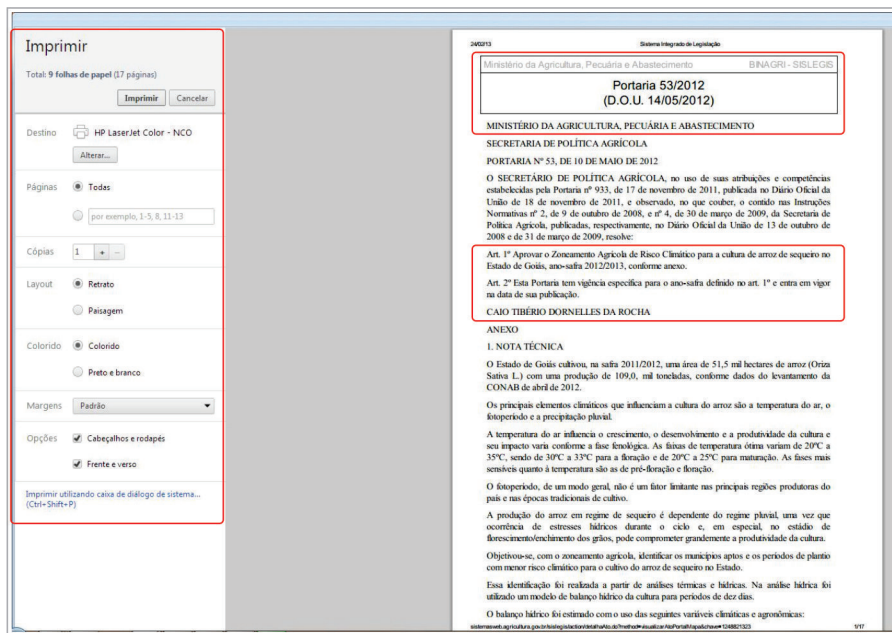 Imprimir
Total: 9 folhas de papel (17 páginas)
Imprimir Cancelar
Destino HP LaserJet Color - NCO
Alterar...
Páginas Todas
por exemplo, 1-5, 8, 11-13
Cópias 1 + -
Layout Retrato
Paisagem
Colorido Colorido
Preto e branco
Margens Padrão
Opções Cabeçalhos e rodapés
Frente e verso
Imprimir utilizando caixa de diálogo de sistema...
(Ctrl+Shift+P)
24/02/13 Sistema Integrado de Legislação
Ministério da Agricultura, Pecuária e Abastecimento BINAGRI - SISLEGIS
Portaria 53/2012
(D.O.U. 14/05/2012)
MINISTÉRIO DA AGRICULTURA, PECUÁRIA E ABASTECIMENTO
SECRETARIA DE POLÍTICA AGRÍCOLA
PORTARIA Nº 53, DE 10 DE MAIO DE 2012
O SECRETÁRIO DE POLÍTICA AGRÍCOLA, no uso de suas atribuições e competências
estabelecidas pela Portaria nº 933, de 17 de novembro de 2011, publicada no Diário Oficial da
União de 18 de novembro de 2011, e observado, no que couber, o contido nas Instruções
Normativas nº 2, de 9 de outubro de 2008, e nº 4, de 30 de março de 2009, da Secretaria de
Política Agrícola, publicadas, respectivamente, no Diário Oficial da União de 13 de outubro de
2008 e de 31 de março de 2009, resolve:
Art. 1º Aprovar o Zoneamento Agrícola de Risco Climático para a cultura de arroz de sequeiro no
Estado de Goiás, ano-safra 2012/2013, conforme anexo.
Art. 2º Esta Portaria tem vigência específica para o ano-safra definido no art. 1º e entra em vigor
na data de sua publicação.
CAIO TIBÉRIO DORNELLES DA ROCHA
ANEXO
1. NOTA TÉCNICA
O Estado de Goiás cultivou, na safra 2011/2012, uma área de 51,5 mil hectares de arroz (Oriza
Sativa L.) com uma produção de 109,0, mil toneladas, conforme dados do levantamento da
CONAB de abril de 2012.
Os principais elementos climáticos que influenciam a cultura do arroz são a temperatura do ar, o
fotoperíodo e a precipitação pluvial.
A temperatura do ar influencia o crescimento, o desenvolvimento e a produtividade da cultura e
seu impacto varia conforme a fase fenológica. As faixas de temperatura ótima variam de 20ºC a
35ºC, sendo de 30ºC a 33ºC para a floração e de 20ºC a 25ºC para maturação. As fases mais
sensíveis quanto à temperatura são as de pré-floração e floração.
O fotoperíodo, de um modo geral, não é um fator limitante nas principais regiões produtoras do
país e nas épocas tradicionais de cultivo.
A produção do arroz em regime de sequeiro é dependente do regime pluvial, uma vez que
ocorrência de estresses hídricos durante o ciclo e, em especial, no estádio de
florescimento/enchimento dos grãos, pode comprometer grandemente a produtividade da cultura.
Objetivou-se, com o zoneamento agrícola, identificar os municípios aptos e os períodos de plantio
com menor risco climático para o cultivo do arroz de sequeiro no Estado.
Essa identificação foi realizada a partir de análises térmicas e hídricas. Na análise hídrica foi
utilizado um modelo de balanço hídrico da cultura para períodos de dez dias.
O balanço hídrico foi estimado com o uso das seguintes variáveis climáticas e agronômicas:
sistemasweb.agricultura.gov.br/sislegis/action/detalhaAto.do?method=visualizarAtoPortalMapa&chave=1248821323 1/17